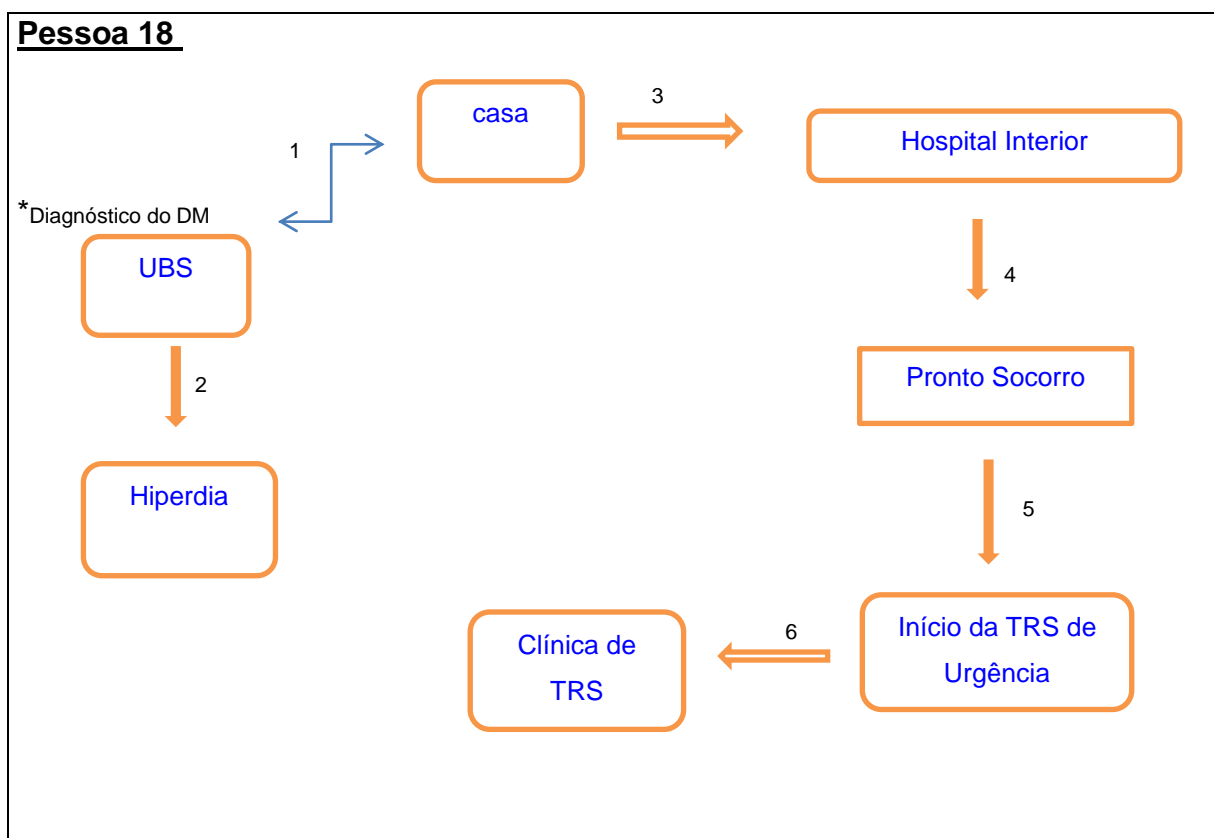 Pessoa 18
casa
3
Hospital Interior
1
*Diagnóstico do DM
UBS
4
2
Pronto Socorro
Hiperdia
5
6
Início da TRS de
Urgência
Clínica de
TRS